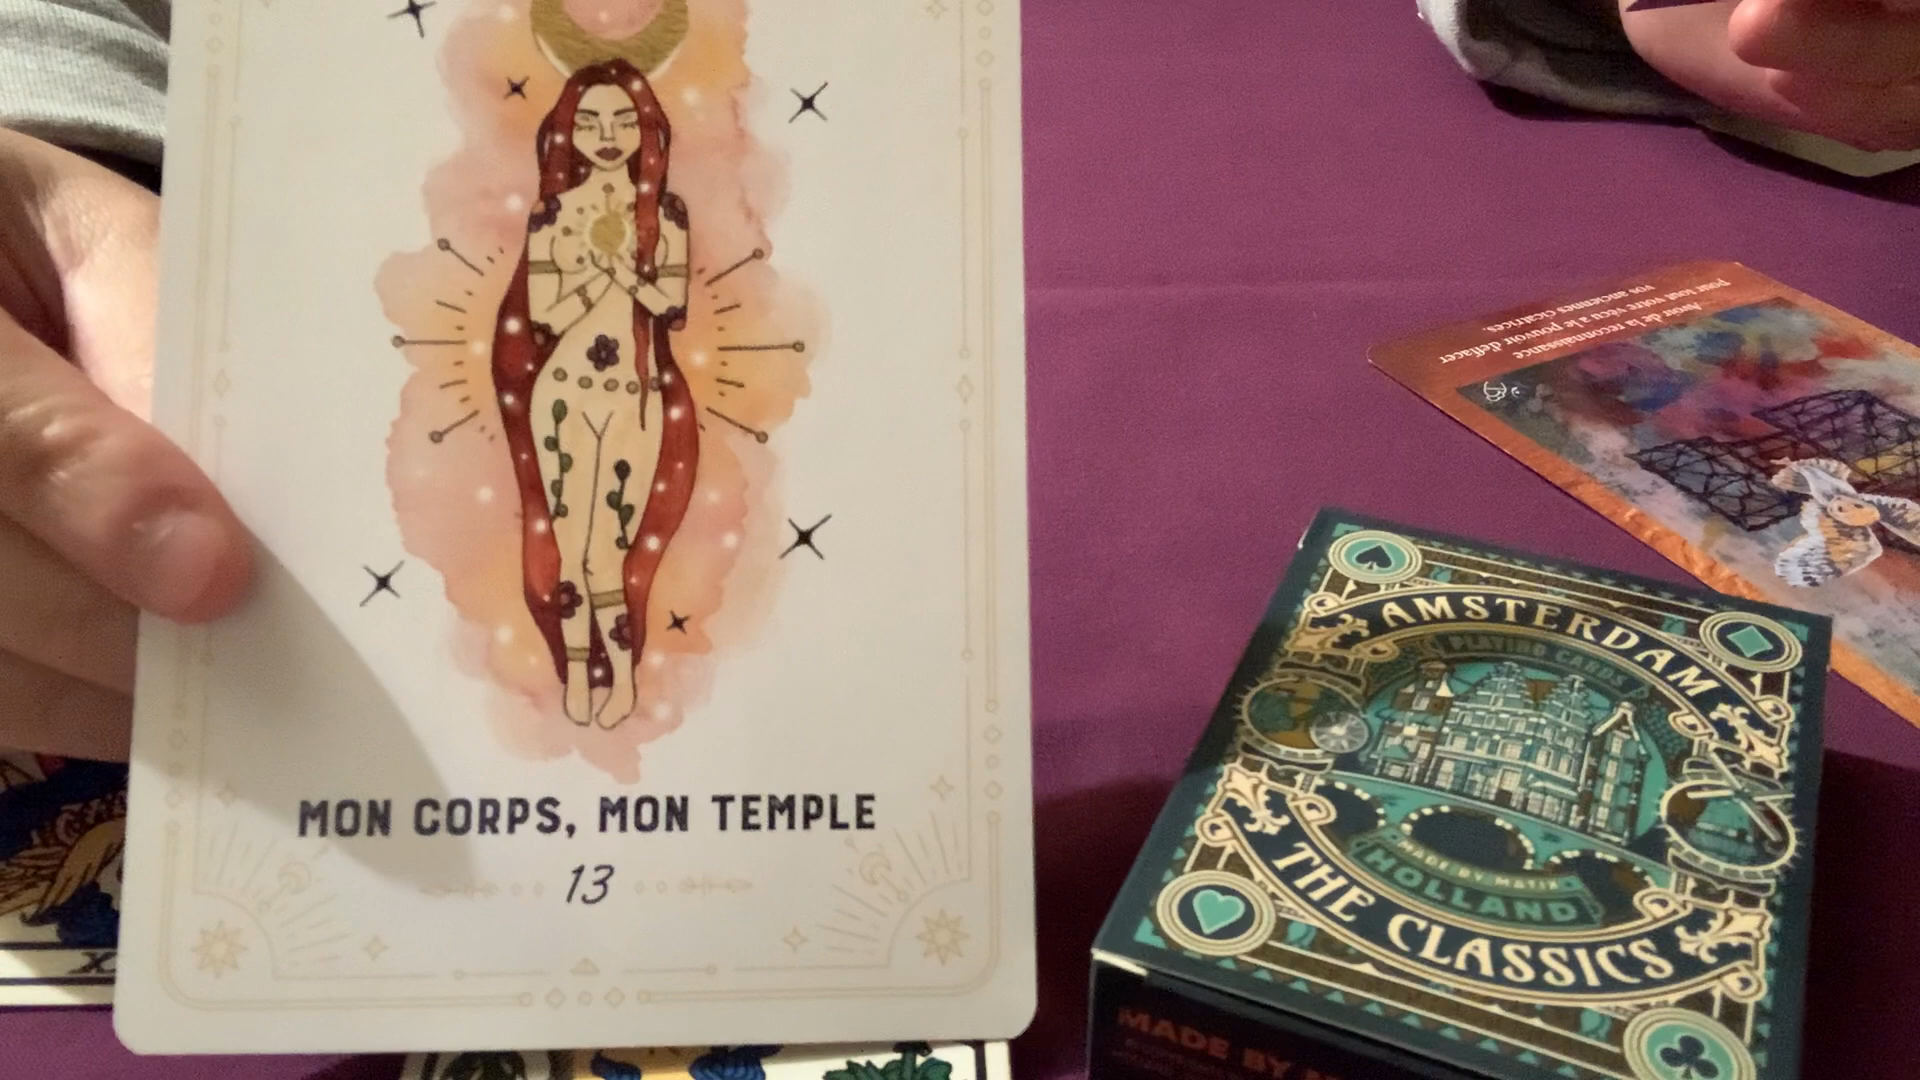 MON CORPS, MON TEMPLE
13
Avoir de la reconnaissance
pour tout votre vécu a le pouvoir d'effacer
vos anciennes cicatrices.
AMSTERDAM
PLAYING CARDS
MADE BY MATIX
HOLLAND
THE CLASSICS
MADE BY
X